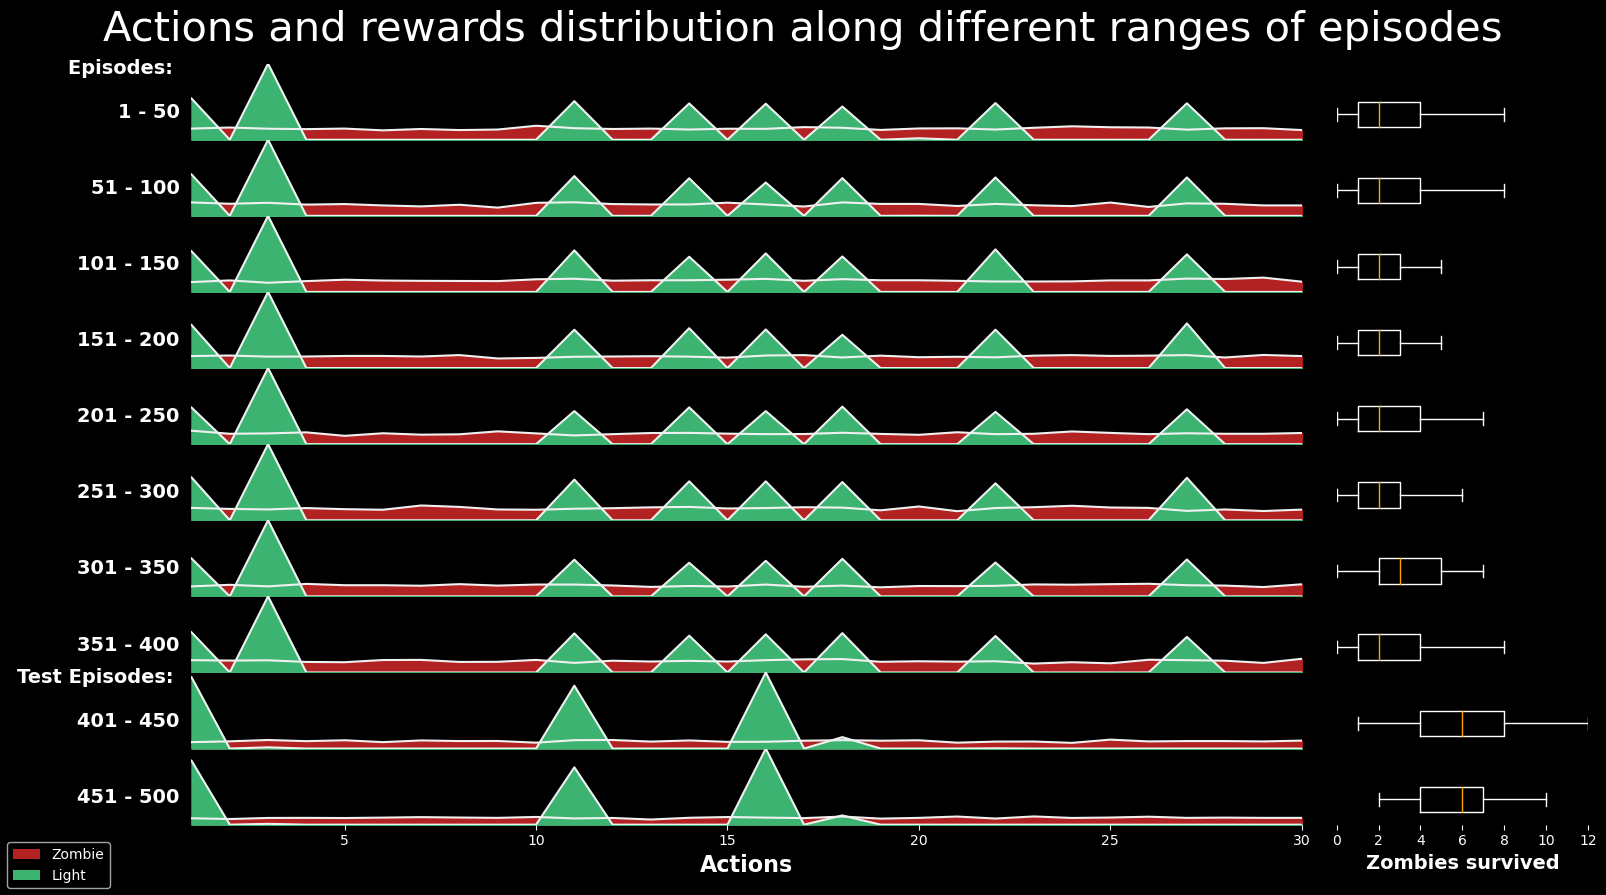 Actions and rewards distribution along different ranges of episodes
Episodes:
1 - 50
51 - 100
101 - 150
151 - 200
201 - 250
251 - 300
301 - 350
351 - 400
Test Episodes:
401 - 450
451 - 500
5 10 15 20 25 30
Actions
0 2 4 6 8 10 12
Zombies survived
Zombie
Light